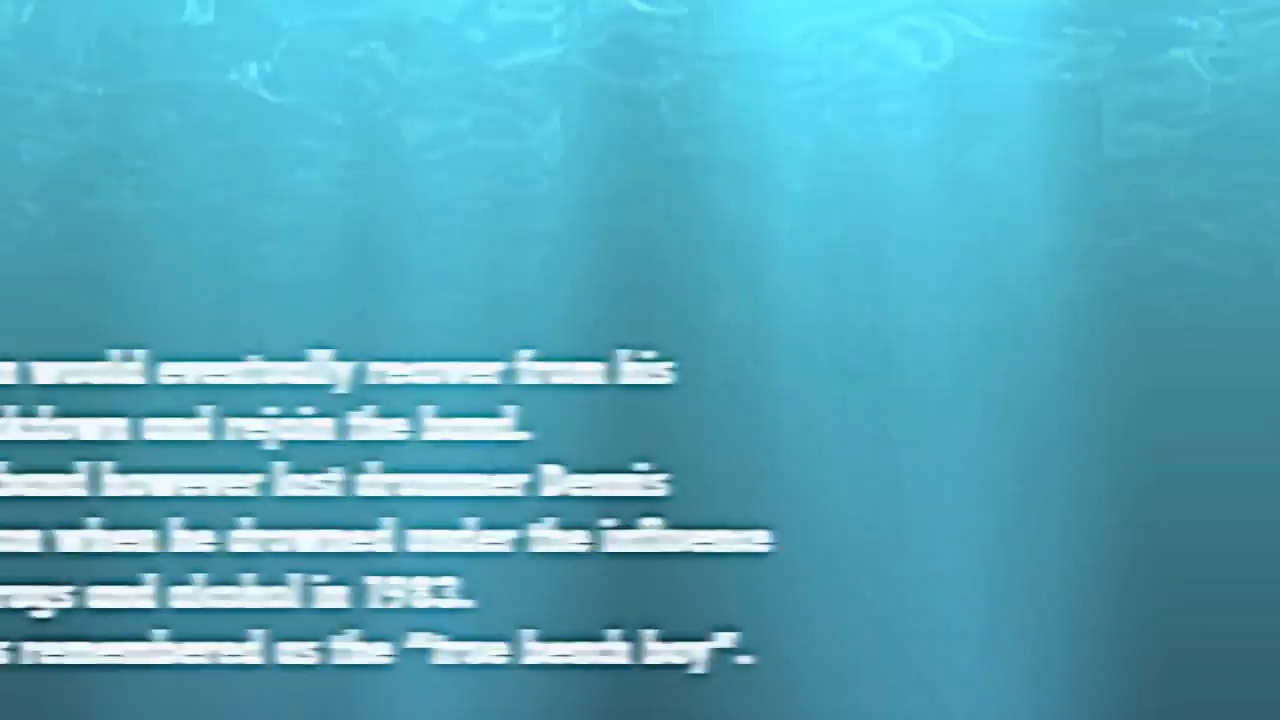 would eventually recover from his
and rejoin the band.
band however lost drummer Dennis
when he drowned under the influence
and alcohol in 1983.
remembered as the "true beach boy".